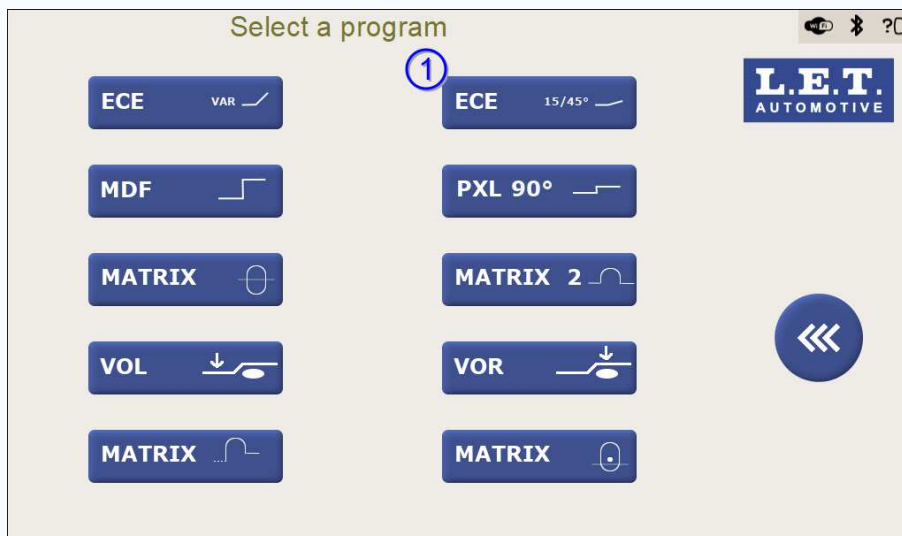 Select a program
WiFi ?
1
L.E.T.
AUTOMOTIVE
ECE VAR
ECE 15/45°
MDF
PXL 90°
MATRIX
MATRIX 2
VOL
VOR
MATRIX
MATRIX